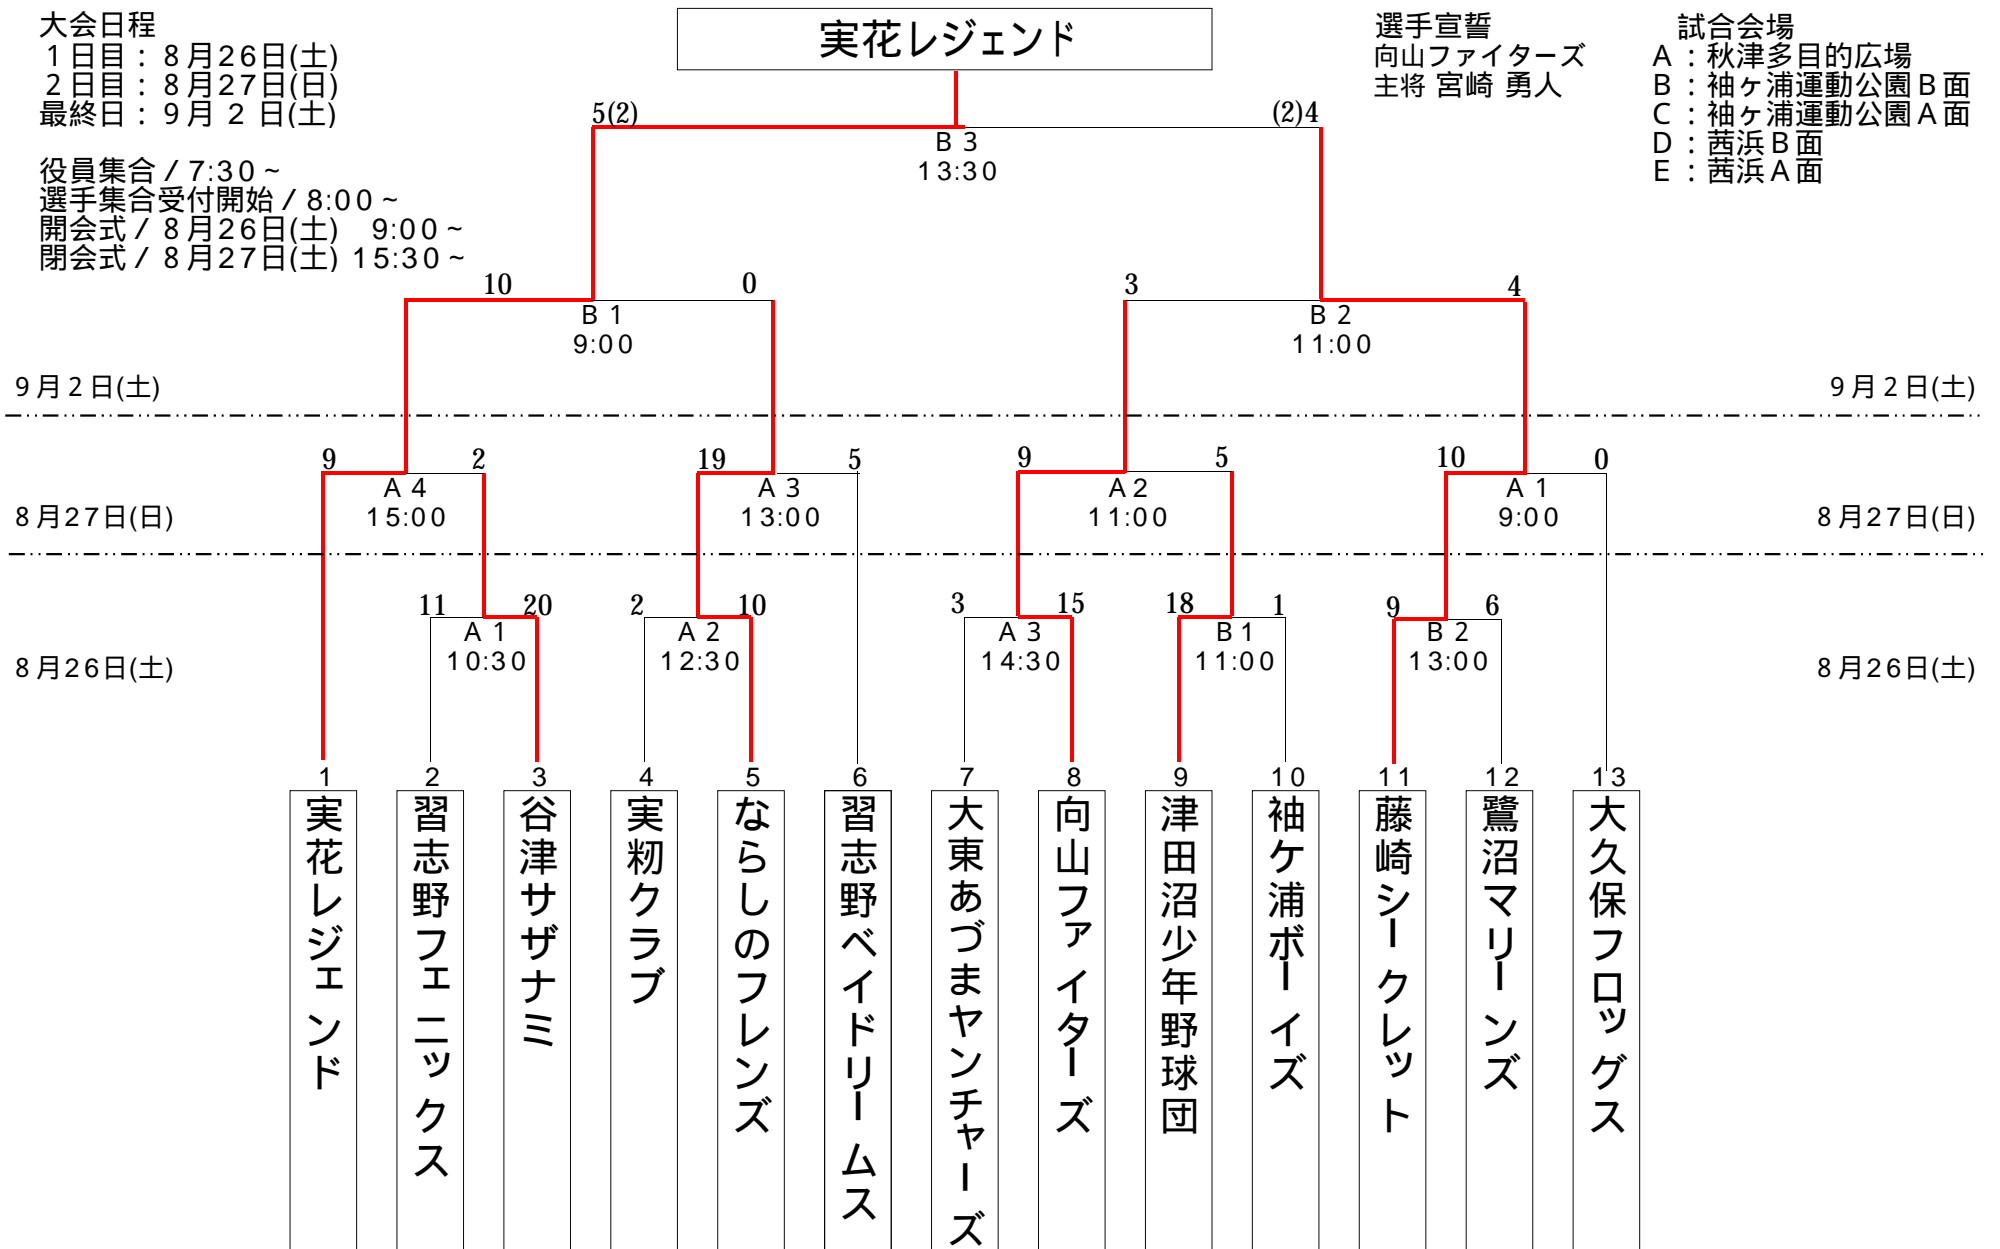 実花レジェンド
大会日程
1日目：8月26日(土)
2日目：8月27日(日)
最終日：9月2日(土)
役員集合/7:30~
選手集合受付開始/8:00~
開会式/8月26日(土) 9:00~
閉会式/8月27日(土) 15:30~
選手宣誓
向山ファイターズ
主将 宮崎 勇人
試合会場
A：秋津多目的広場
B：袖ヶ浦運動公園B面
C：袖ヶ浦運動公園A面
D：茜浜B面
E：茜浜A面
5(2) (2)4
B3
13:30
10 0 3 4
B1 B2
9:00 11:00
9月2日(土) 9月2日(土)
9 2 19 5 9 5 10 0
A4 A3 A2 A1
15:00 13:00 11:00 9:00
8月27日(日) 8月27日(日)
11 20 2 10 3 15 18 1 9 6
A1 A2 A3 B1 B2
10:30 12:30 14:30 11:00 13:00
8月26日(土) 8月26日(土)
1 2 3 4 5 6 7 8 9 10 11 12 13
実花レジェンド
習志野フェニックス
谷津サザナミ
実籾クラブ
ならしのフレンズ
習志野ベイドリームス
大東あづまヤンチャーズ
向山ファイターズ
津田沼少年野球団
袖ケ浦ボーイズ
藤崎シークレット
鷺沼マリーンズ
大久保フロッグス